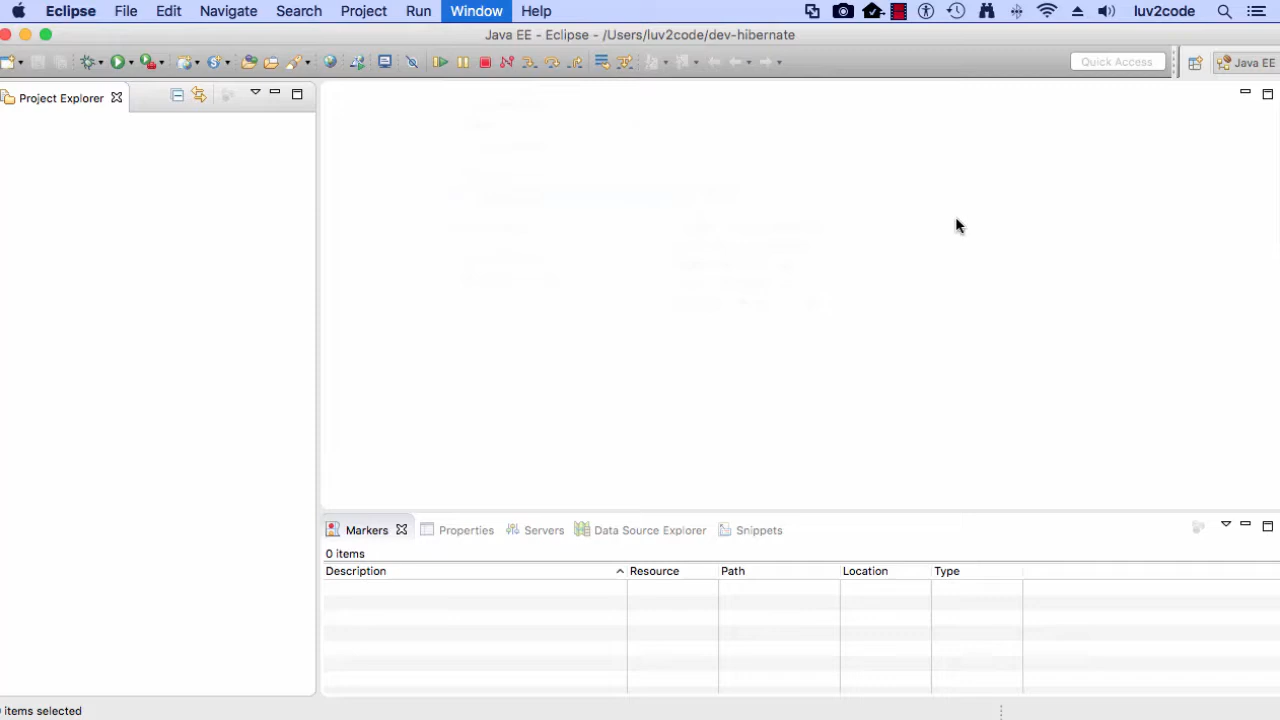 Eclipse File Edit Navigate Search Project Run Window Help luv2code
Java EE - Eclipse - /Users/luv2code/dev-hibernate
Quick Access Java EE
Project Explorer
Markers Properties Servers Data Source Explorer Snippets
0 items
Description Resource Path Location Type
items selected